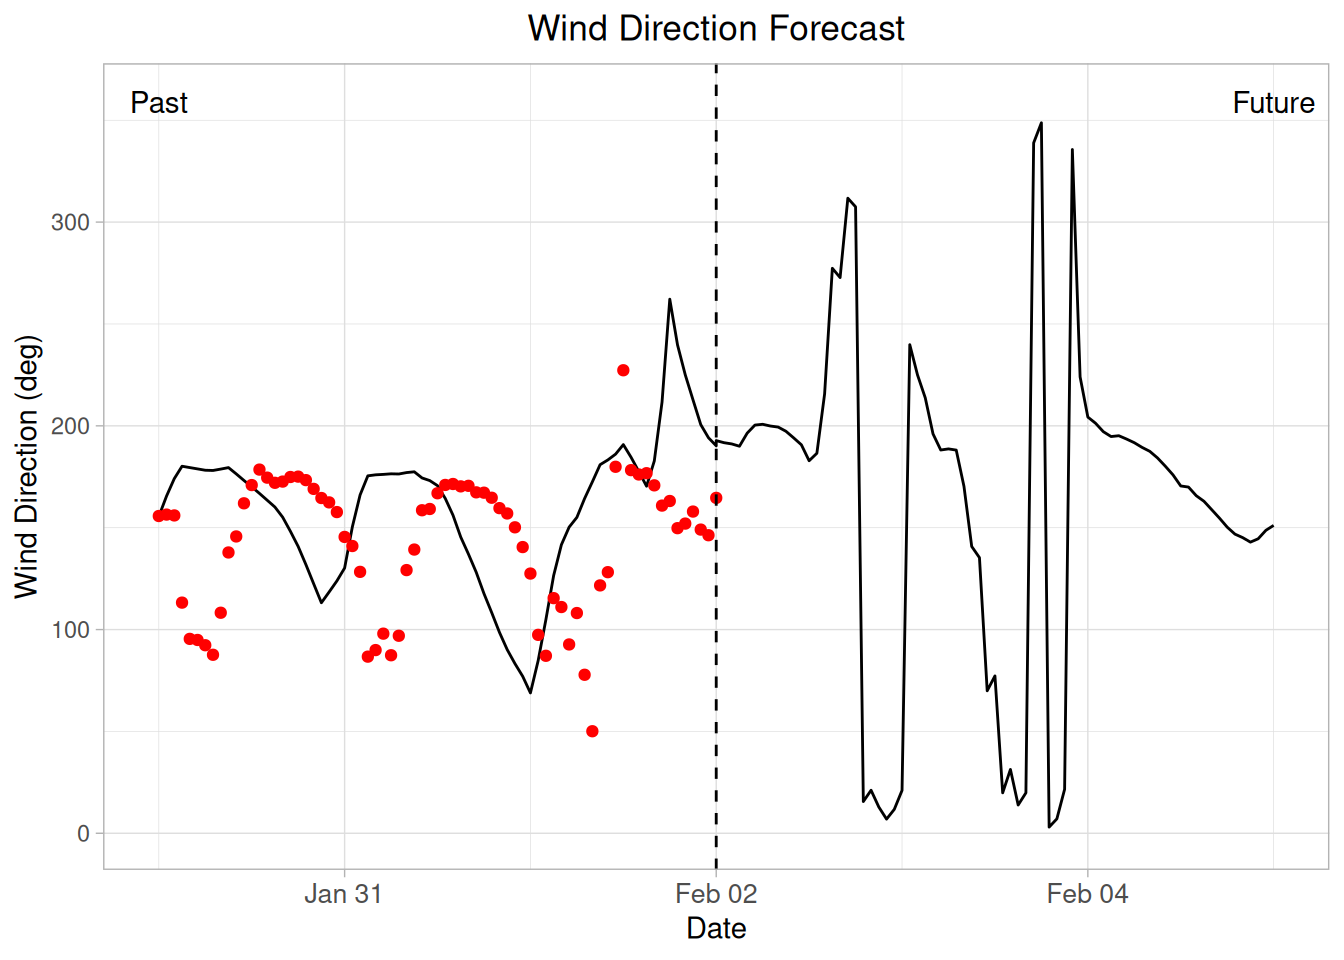 Wind Direction Forecast
Past
Future
Wind Direction (deg)
300
200
100
0
Jan 31
Feb 02
Feb 04
Date